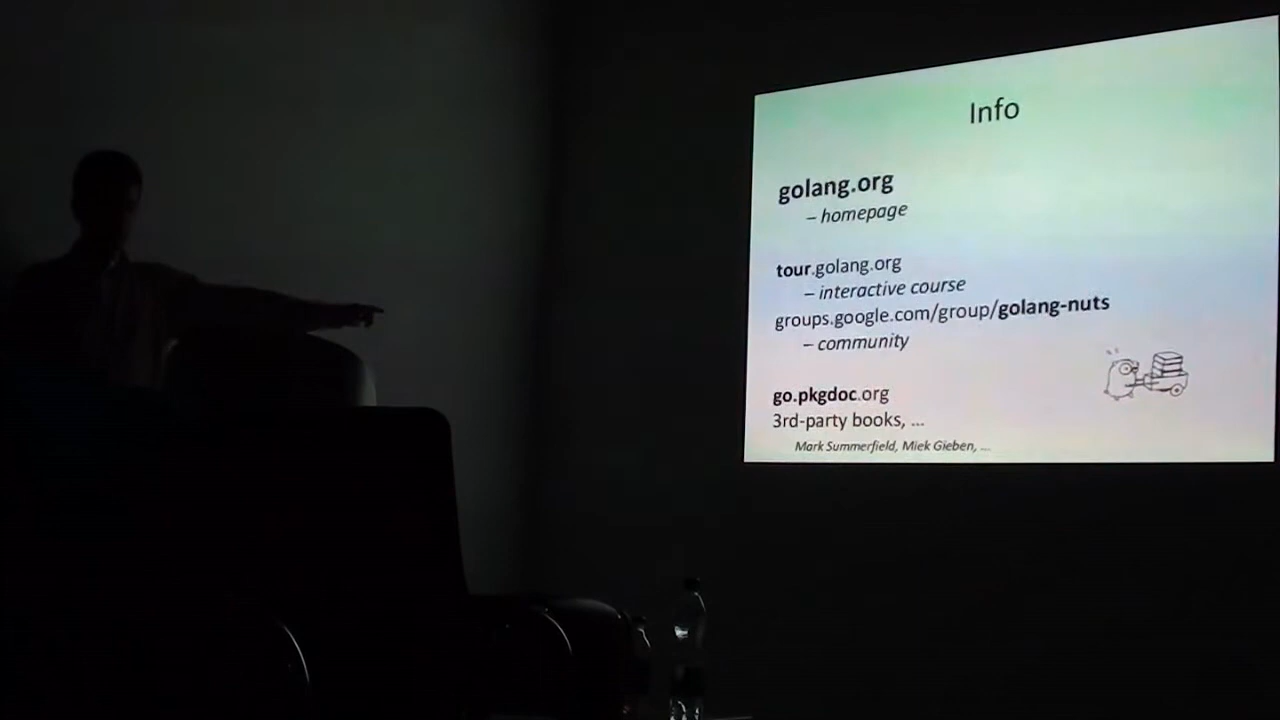 Info
golang.org
– homepage
tour.golang.org
– interactive course
groups.google.com/group/golang-nuts
– community
go.pkgdoc.org
3rd-party books, ...
Mark Summerfield, Miek Gieben, ...